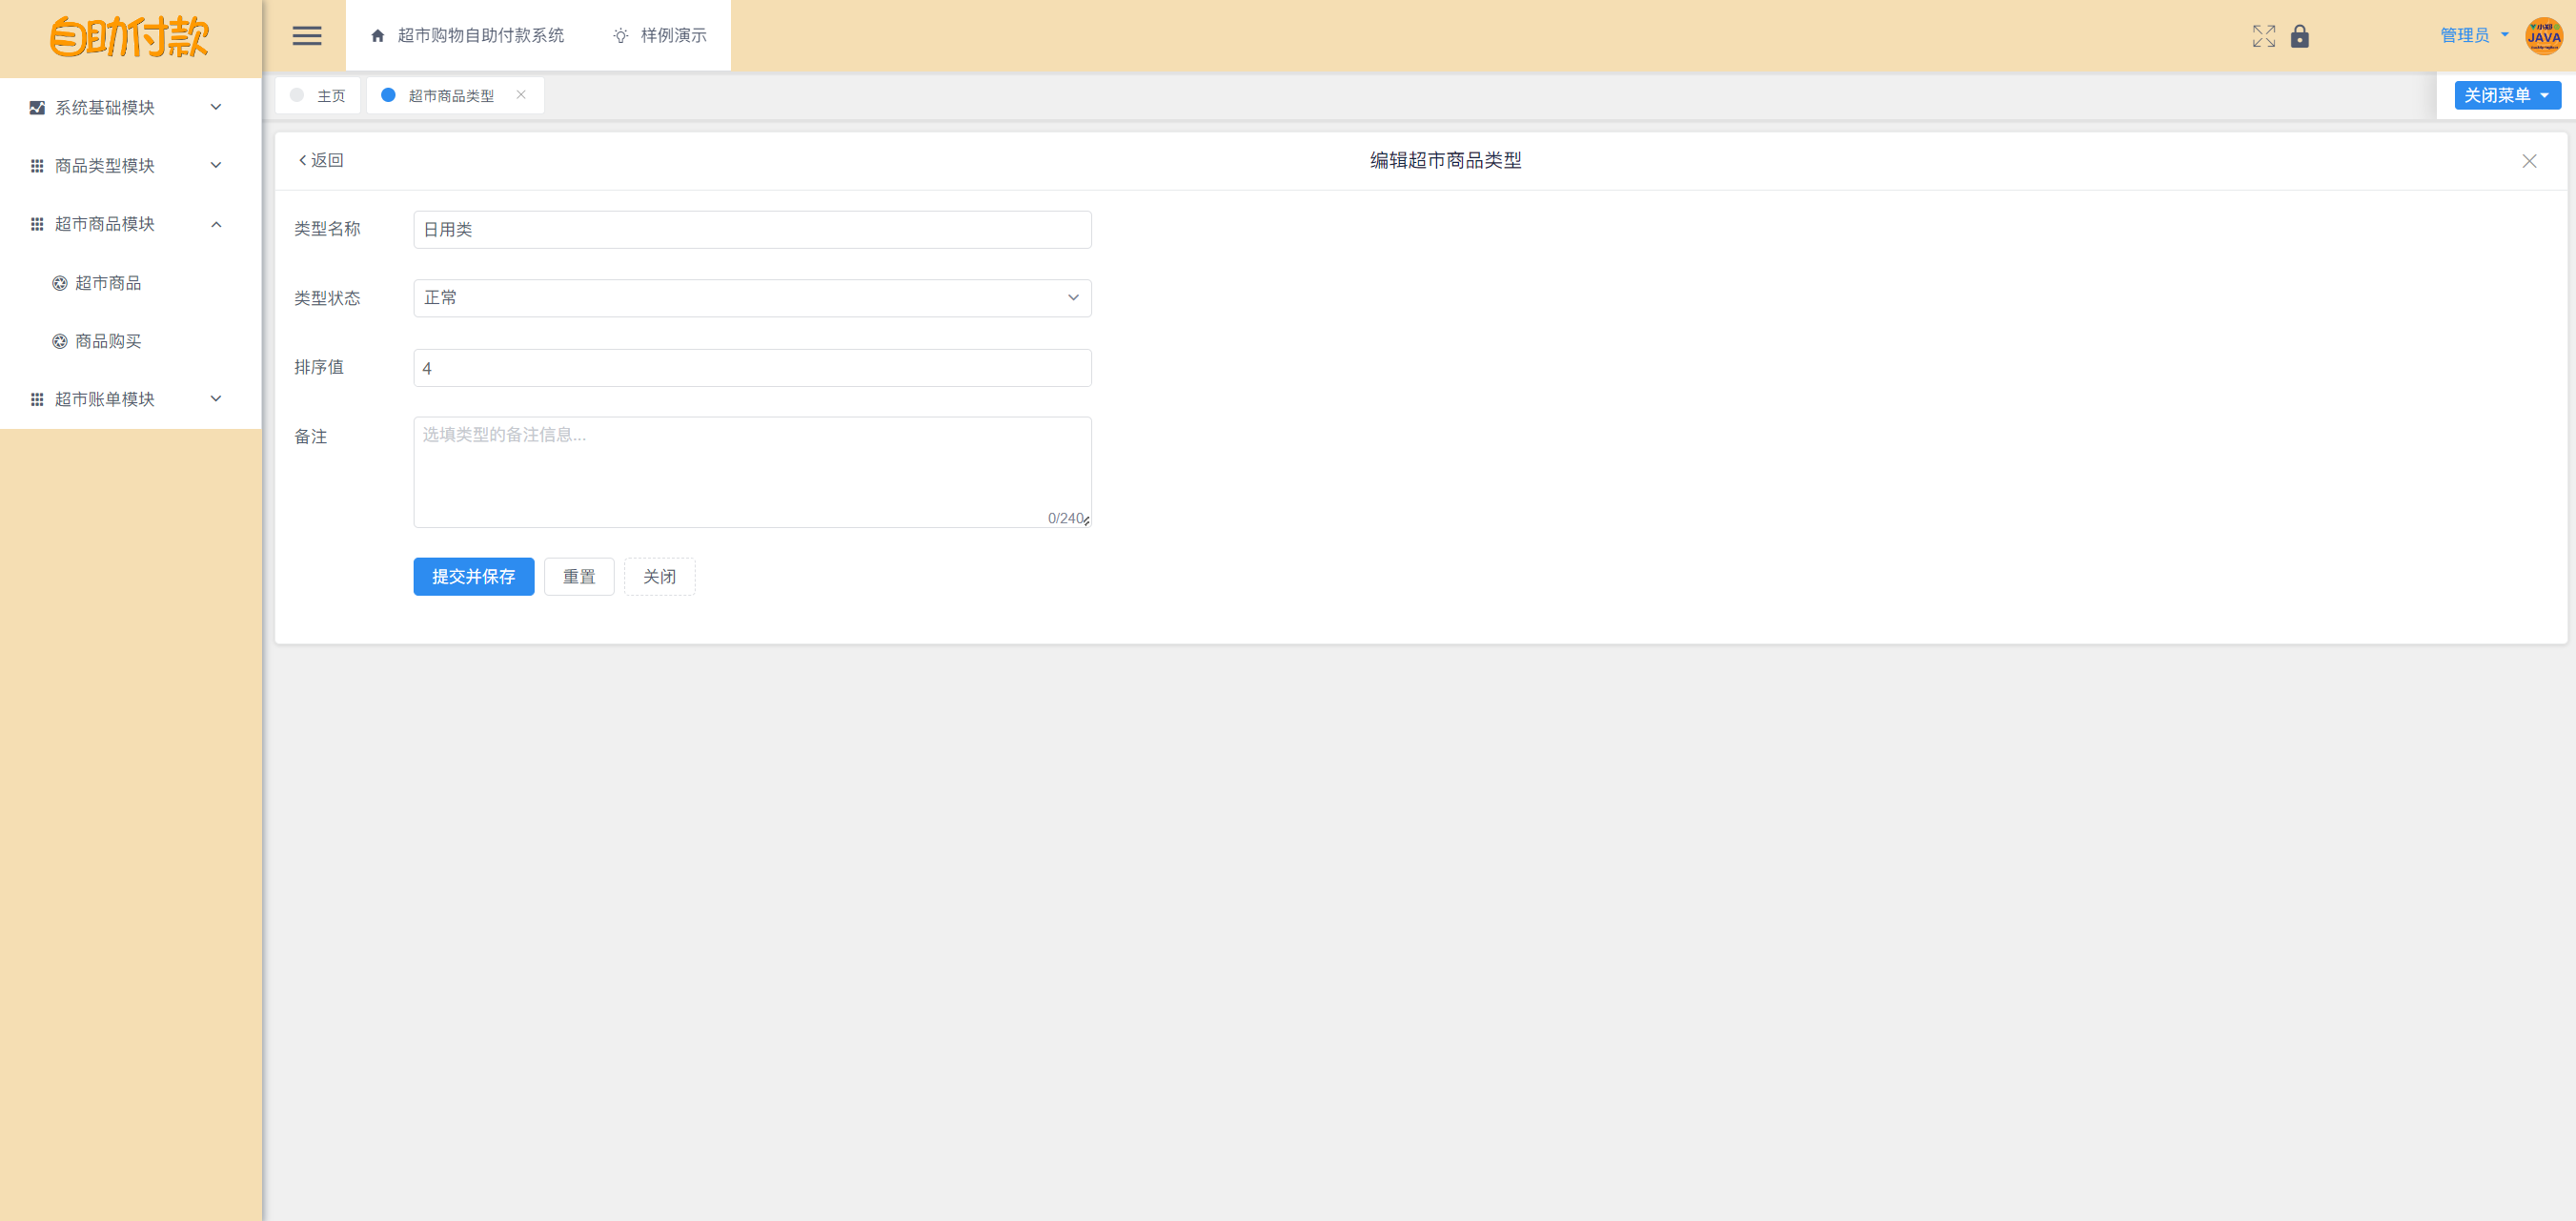 自助付款
超市购物自助付款系统
样例演示
管理员
小超
JAVA
主页
超市商品类型
关闭菜单
系统基础模块
商品类型模块
超市商品模块
超市商品
商品购买
超市账单模块
返回
编辑超市商品类型
类型名称
日用类
类型状态
正常
排序值
4
备注
选填类型的备注信息...
0/240
提交并保存
重置
关闭